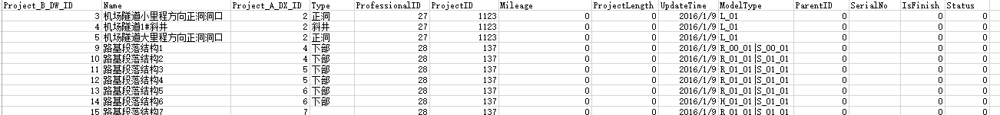 Project_B_DW_ID Name Project_A_DX_ID Type ProfessionalID ProjectID Mileage ProjectLength UpdateTime ModelType ParentID SerialNo IsFinish Status
3 机场隧道小里程方向正洞洞口 2 正洞 27 1123 0 0 2016/1/9 L_01 0 0 0 0
4 机场隧道1#斜井 2 斜井 27 1123 0 0 2016/1/9 L_01 0 0 0 0
5 机场隧道大里程方向正洞洞口 2 正洞 27 1123 0 0 2016/1/9 L_01 0 0 0 0
9 路基段落结构1 4 下部 28 137 0 0 2016/1/9 R_00_01|S_00_01 0 0 0 0
10 路基段落结构2 4 下部 28 137 0 0 2016/1/9 R_01_01|S_01_01 0 0 0 0
11 路基段落结构3 5 下部 28 137 0 0 2016/1/9 R_01_01|S_01_01 0 0 0 0
12 路基段落结构4 5 下部 28 137 0 0 2016/1/9 R_01_01|S_01_01 0 0 0 0
13 路基段落结构5 6 下部 28 137 0 0 2016/1/9 R_01_01|S_01_01 0 0 0 0
14 路基段落结构6 6 下部 28 137 0 0 2016/1/9 H_01_01|S_01_01 0 0 0 0
15 路基段落结构7 7 28 137 0 0 2016/1/9 R_01_01|S_01_01 0 0 0 0